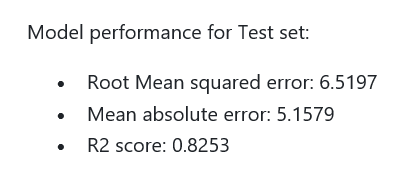 Model performance for Test set:
• Root Mean squared error: 6.5197
• Mean absolute error: 5.1579
• R2 score: 0.8253